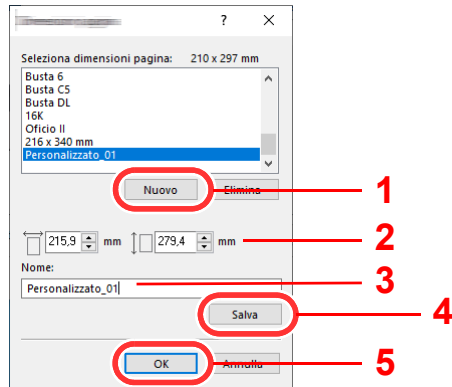 ? ×
Seleziona dimensioni pagina: 210 x 297 mm
Busta 6
Busta C5
Busta DL
16K
Oficio II
216 x 340 mm
Personalizzato_01
Nuovo Elimina 1
215,9 mm 279,4 mm 2
Nome:
Personalizzato_01 3
Salva 4
OK Annulla 5